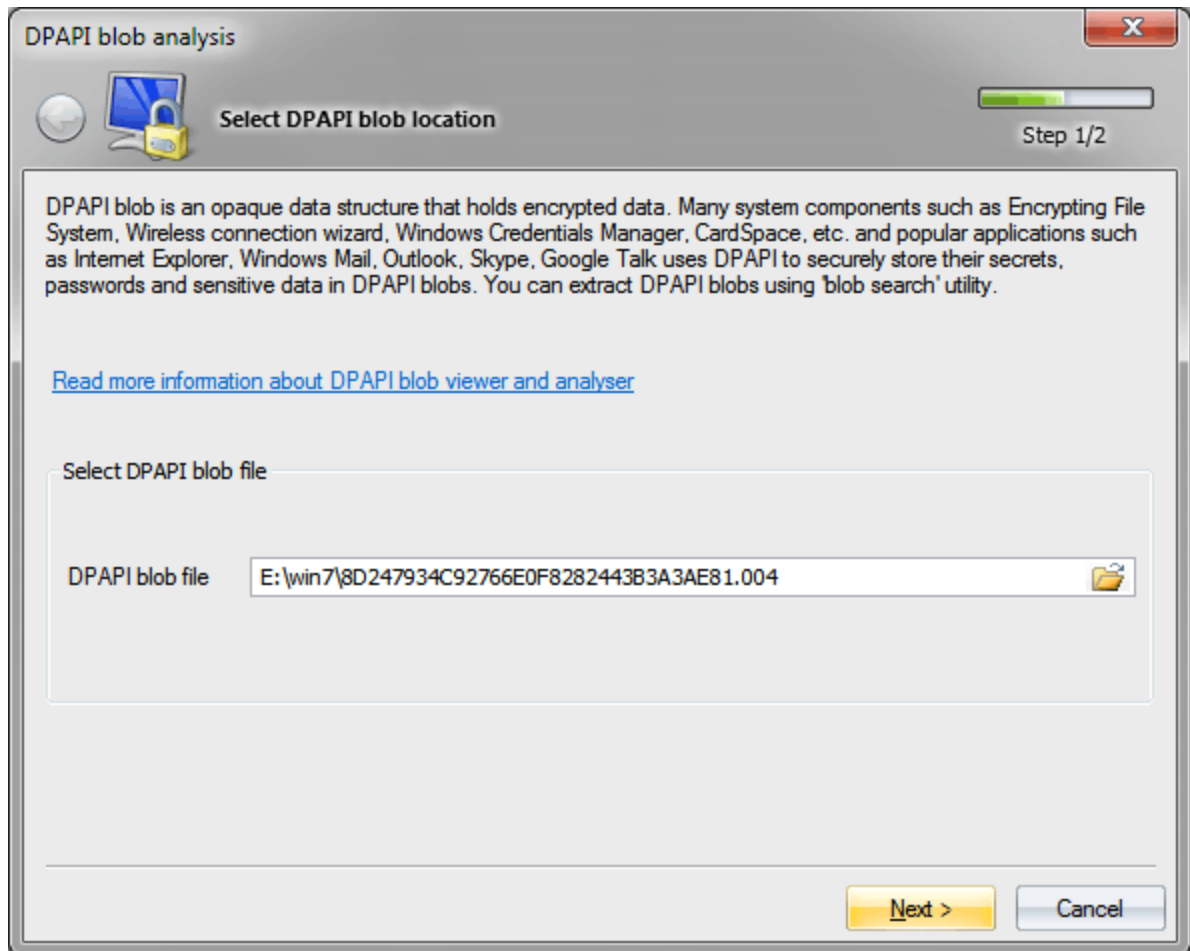 DPAPI blob analysis
Select DPAPI blob location
Step 1/2
DPAPI blob is an opaque data structure that holds encrypted data. Many system components such as Encrypting File
System, Wireless connection wizard, Windows Credentials Manager, CardSpace, etc. and popular applications such
as Internet Explorer, Windows Mail, Outlook, Skype, Google Talk uses DPAPI to securely store their secrets,
passwords and sensitive data in DPAPI blobs. You can extract DPAPI blobs using 'blob search' utility.
Read more information about DPAPI blob viewer and analyser
Select DPAPI blob file
DPAPI blob file E:\win7\8D247934C92766E0F8282443B3A3AE81.004
Next > Cancel